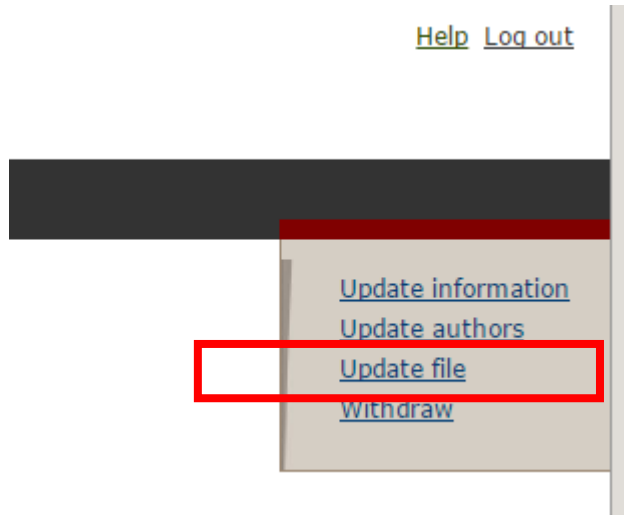 Help Log out
Update information
Update authors
Update file
Withdraw